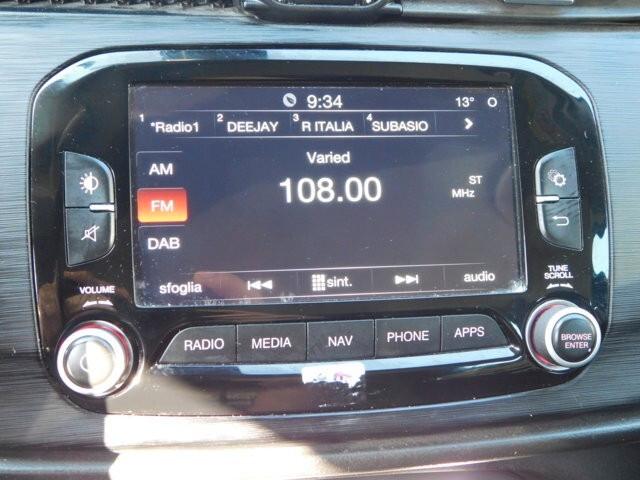 9:34 13° O
1 *Radio1 2 DEEJAY 3 R ITALIA 4 SUBASIO
AM
Varied
FM
108.00 ST
MHz
DAB
sfoglia sint. audio
VOLUME
TUNE
SCROLL
RADIO MEDIA NAV PHONE APPS
BROWSE
ENTER